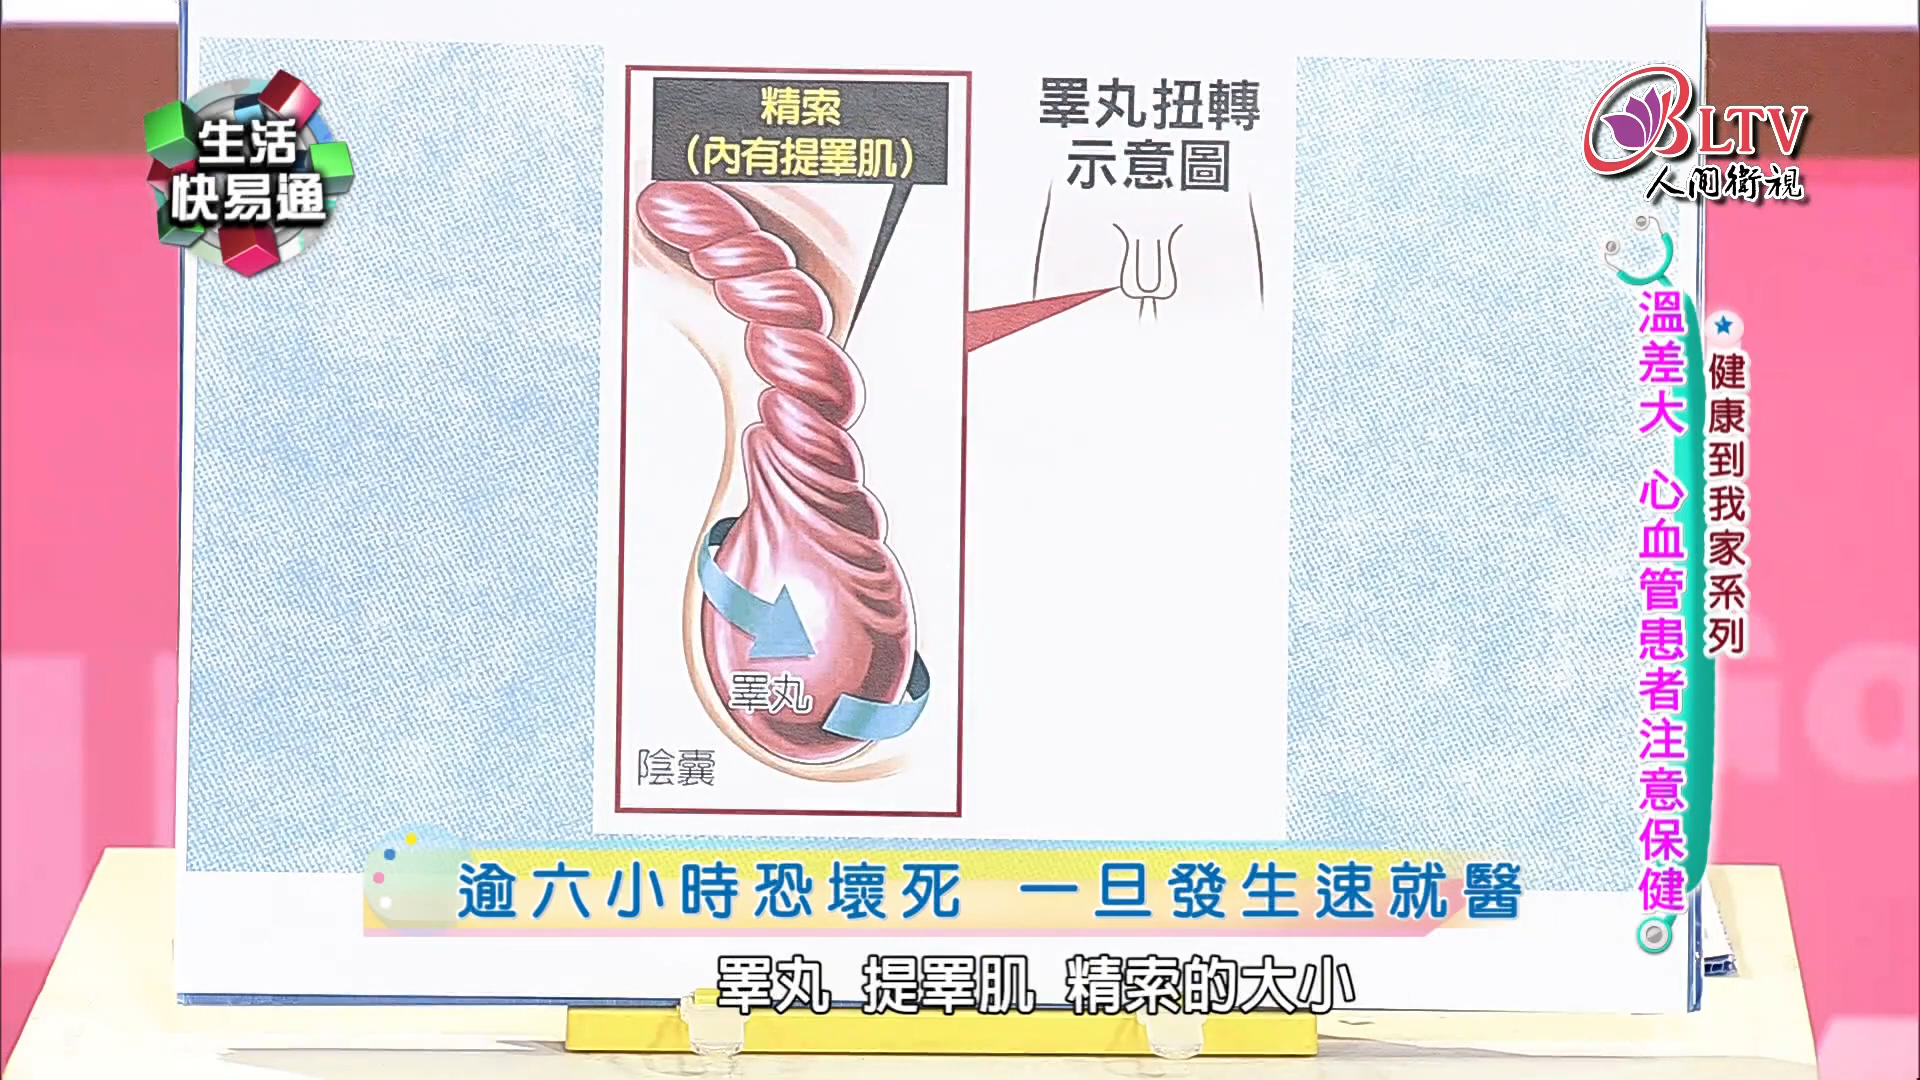 生活
快易通
精索
(內有提睪肌)
睪丸扭轉
示意圖
BLTV
人間衛視
睪丸
陰囊
健康到我家系列
溫差大 心血管患者注意保健
逾六小時恐壞死 一旦發生速就醫
睪丸 提睪肌 精索的大小